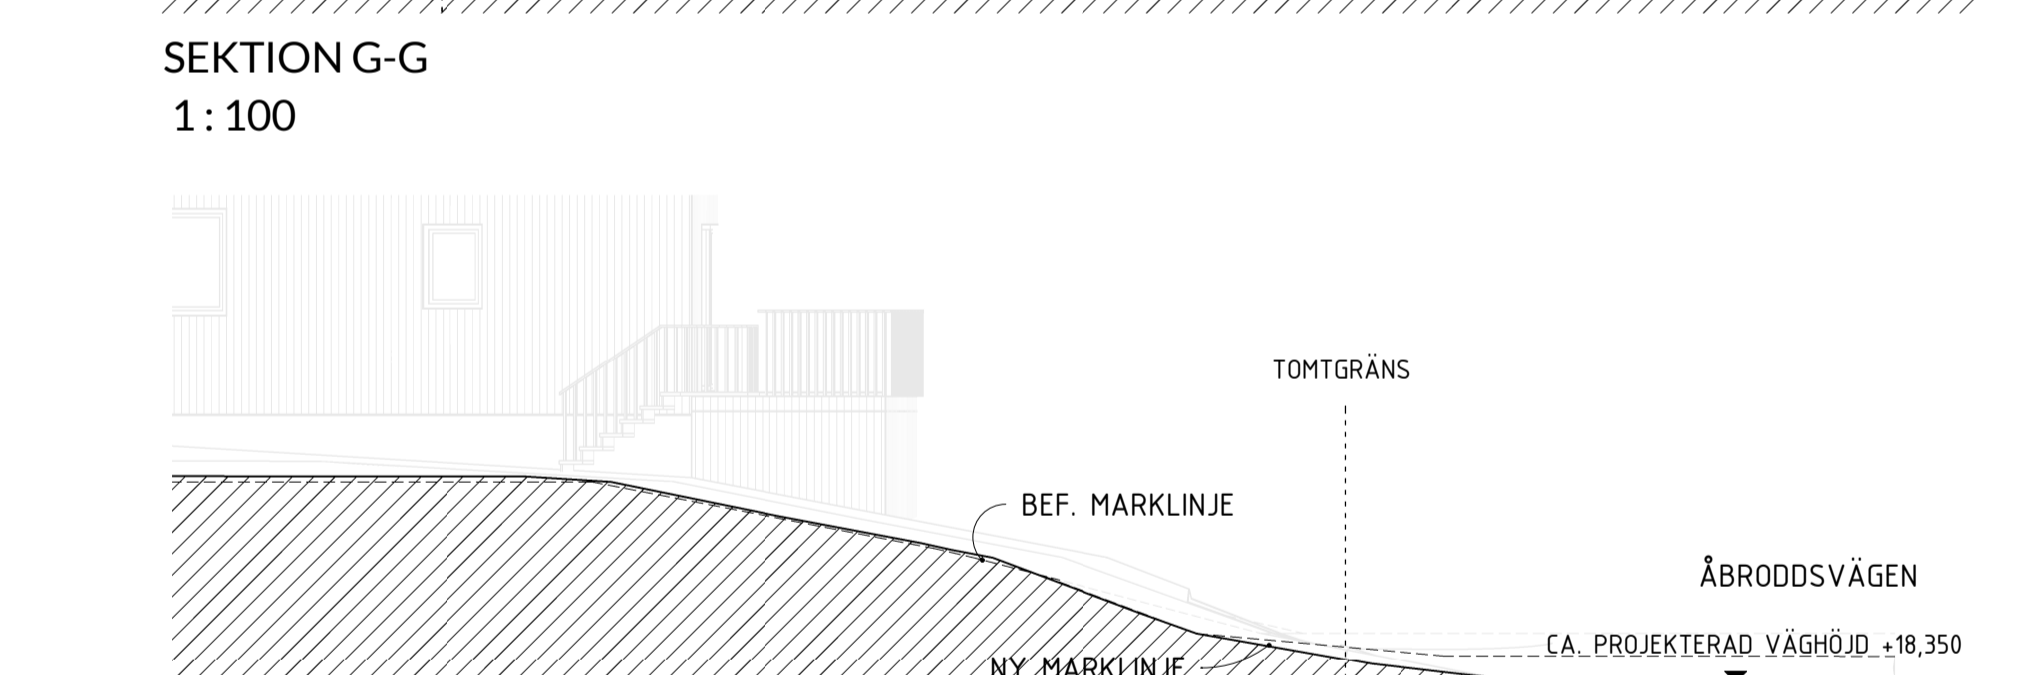 SEKTION G-G
1 : 100
TOMTGRÄNS
BEF. MARKLINJE
ÅBRODDSVÄGEN
CA. PROJEKTERAD VÄGHÖJD +18,350
NY MARKLINJE